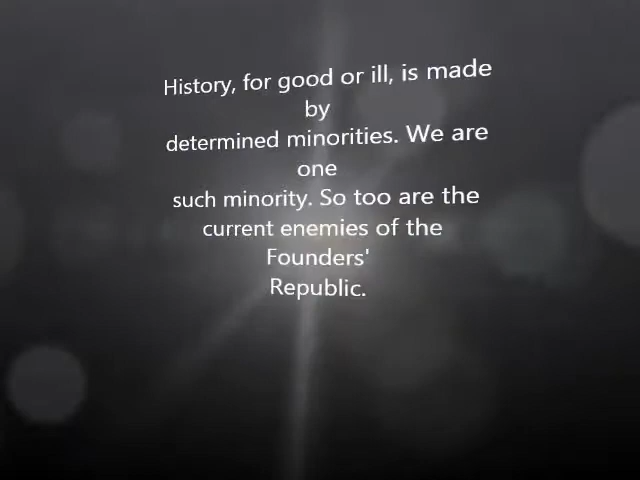 History, for good or ill, is made
by
determined minorities. We are
one
such minority. So too are the
current enemies of the
Founders'
Republic.